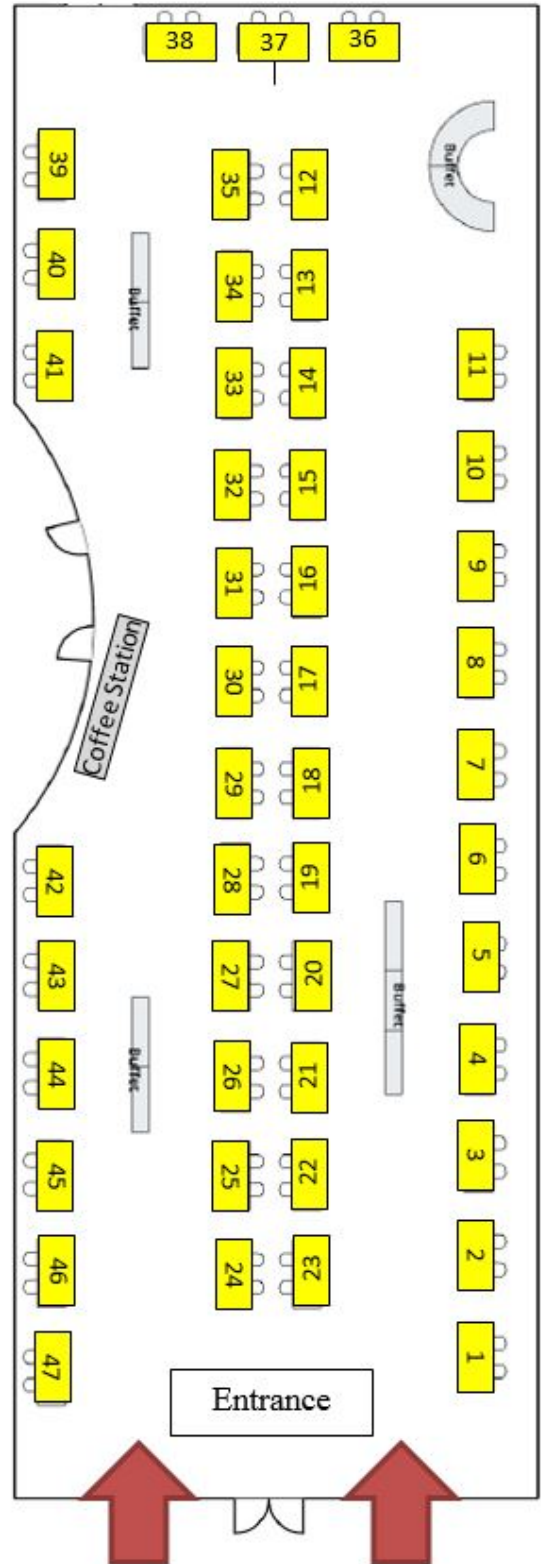 38 37 36
39 35 12 Buffet
40 Buffet 34 13
41 33 14 11
32 15 10
31 16 9
Coffee Station 30 17 8
29 18 7
42 28 19 6
43 27 20 Buffet 5
44 Buffet 26 21 4
45 25 22 3
46 24 23 2
47 1
Entrance